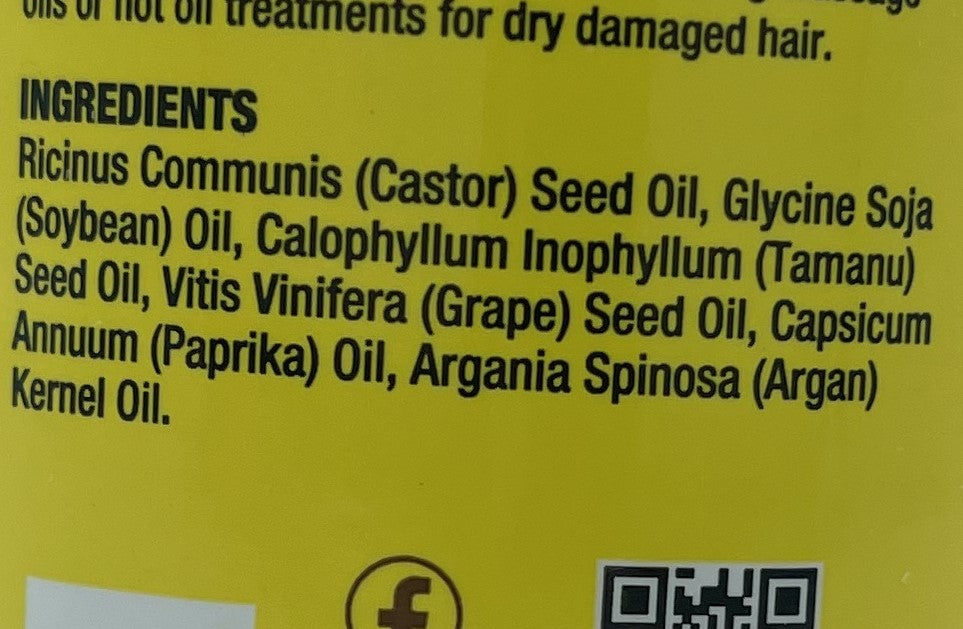 oils or hot oil treatments for dry damaged hair.
INGREDIENTS
Ricinus Communis (Castor) Seed Oil, Glycine Soja
(Soybean) Oil, Calophyllum Inophyllum (Tamanu)
Seed Oil, Vitis Vinifera (Grape) Seed Oil, Capsicum
Annuum (Paprika) Oil, Argania Spinosa (Argan)
Kernel Oil.
f